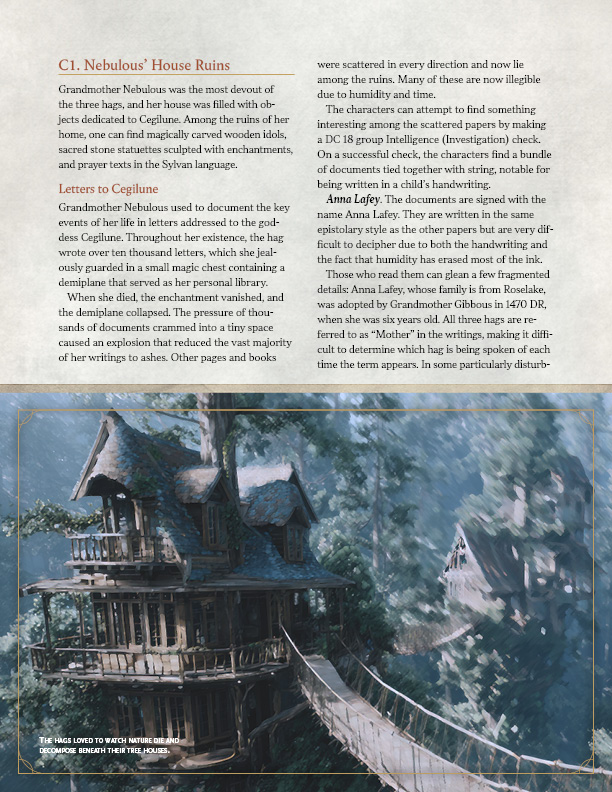 C1. Nebulous’ House Ruins
Grandmother Nebulous was the most devout of
the three hags, and her house was filled with ob-
jects dedicated to Cegilune. Among the ruins of her
home, one can find magically carved wooden idols,
sacred stone statuettes sculpted with enchantments,
and prayer texts in the Sylvan language.
Letters to Cegilune
Grandmother Nebulous used to document the key
events of her life in letters addressed to the god-
dess Cegilune. Throughout her existence, the hag
wrote over ten thousand letters, which she jeal-
ously guarded in a small magic chest containing a
demiplane that served as her personal library.
When she died, the enchantment vanished, and
the demiplane collapsed. The pressure of thou-
sands of documents crammed into a tiny space
caused an explosion that reduced the vast majority
of her writings to ashes. Other pages and books
were scattered in every direction and now lie
among the ruins. Many of these are now illegible
due to humidity and time.
The characters can attempt to find something
interesting among the scattered papers by making
a DC 18 group Intelligence (Investigation) check.
On a successful check, the characters find a bundle
of documents tied together with string, notable for
being written in a child’s handwriting.
Anna Lafey. The documents are signed with the
name Anna Lafey. They are written in the same
epistolary style as the other papers but are very dif-
ficult to decipher due to both the handwriting and
the fact that humidity has erased most of the ink.
Those who read them can glean a few fragmented
details: Anna Lafey, whose family is from Roselake,
was adopted by Grandmother Gibbous in 1470 DR,
when she was six years old. All three hags are re-
ferred to as “Mother” in the writings, making it diffi-
cult to determine which hag is being spoken of each
time the term appears. In some particularly disturb-
The hags loved to watch nature die and
decompose beneath their tree houses.